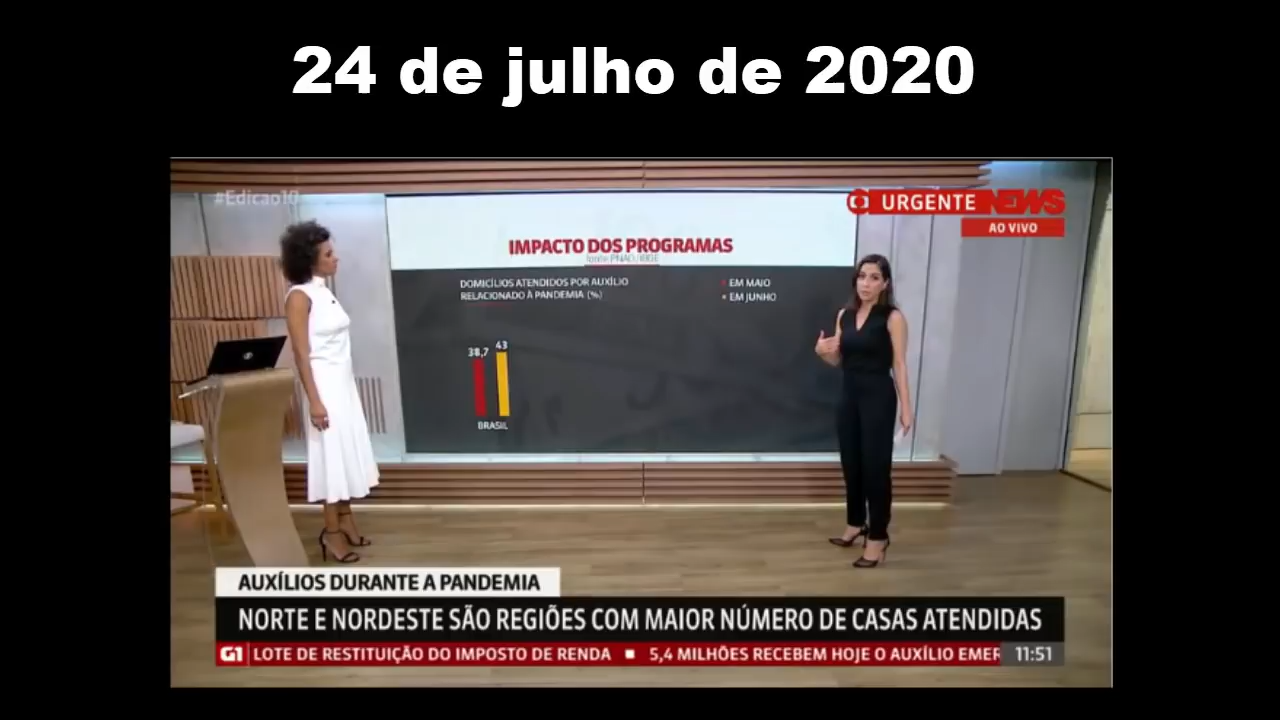 24 de julho de 2020
#Edicao10
URGENTE NEWS
AO VIVO
IMPACTO DOS PROGRAMAS
fonte: PNAD/IBGE
DOMICÍLIOS ATENDIDOS POR AUXÍLIO
RELACIONADO À PANDEMIA (%)
EM MAIO
EM JUNHO
38,7
43
BRASIL
AUXÍLIOS DURANTE A PANDEMIA
NORTE E NORDESTE SÃO REGIÕES COM MAIOR NÚMERO DE CASAS ATENDIDAS
G1 LOTE DE RESTITUIÇÃO DO IMPOSTO DE RENDA ■ 5,4 MILHÕES RECEBEM HOJE O AUXÍLIO EMER 11:51